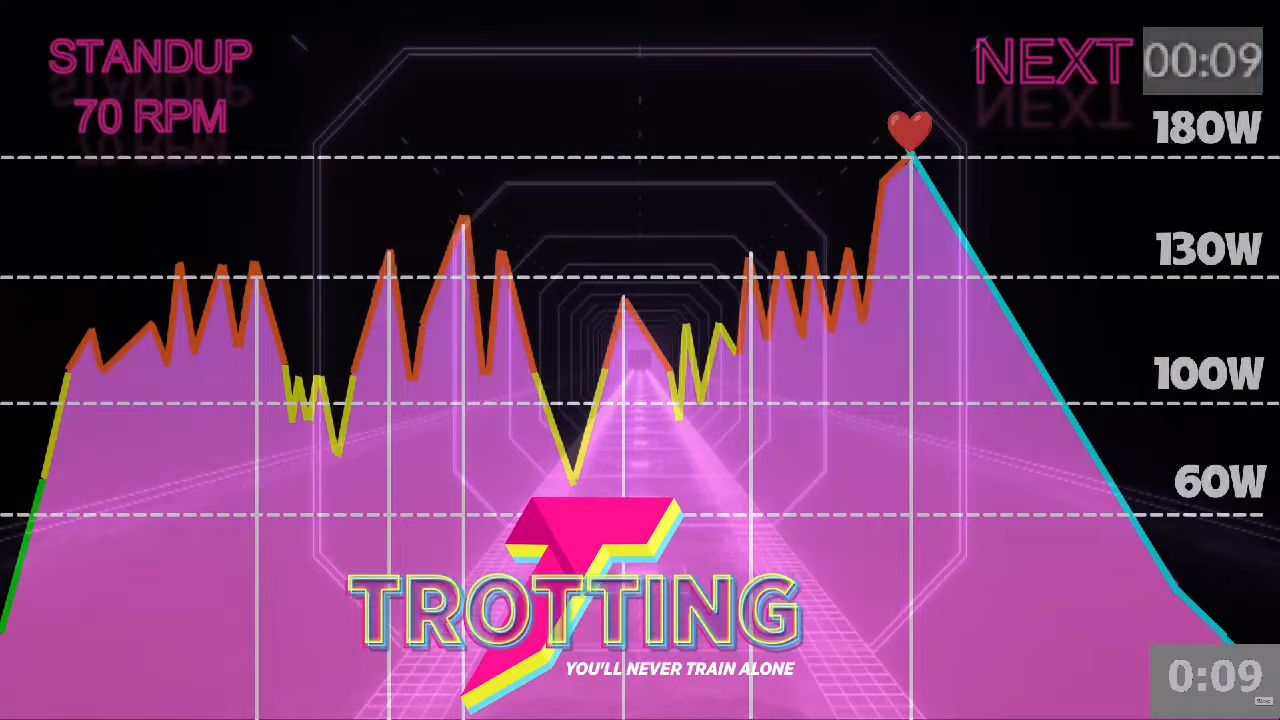 STANDUP
70 RPM
NEXT 00:09
180W
130W
100W
60W
TROTTING
YOU'LL NEVER TRAIN ALONE
0:09